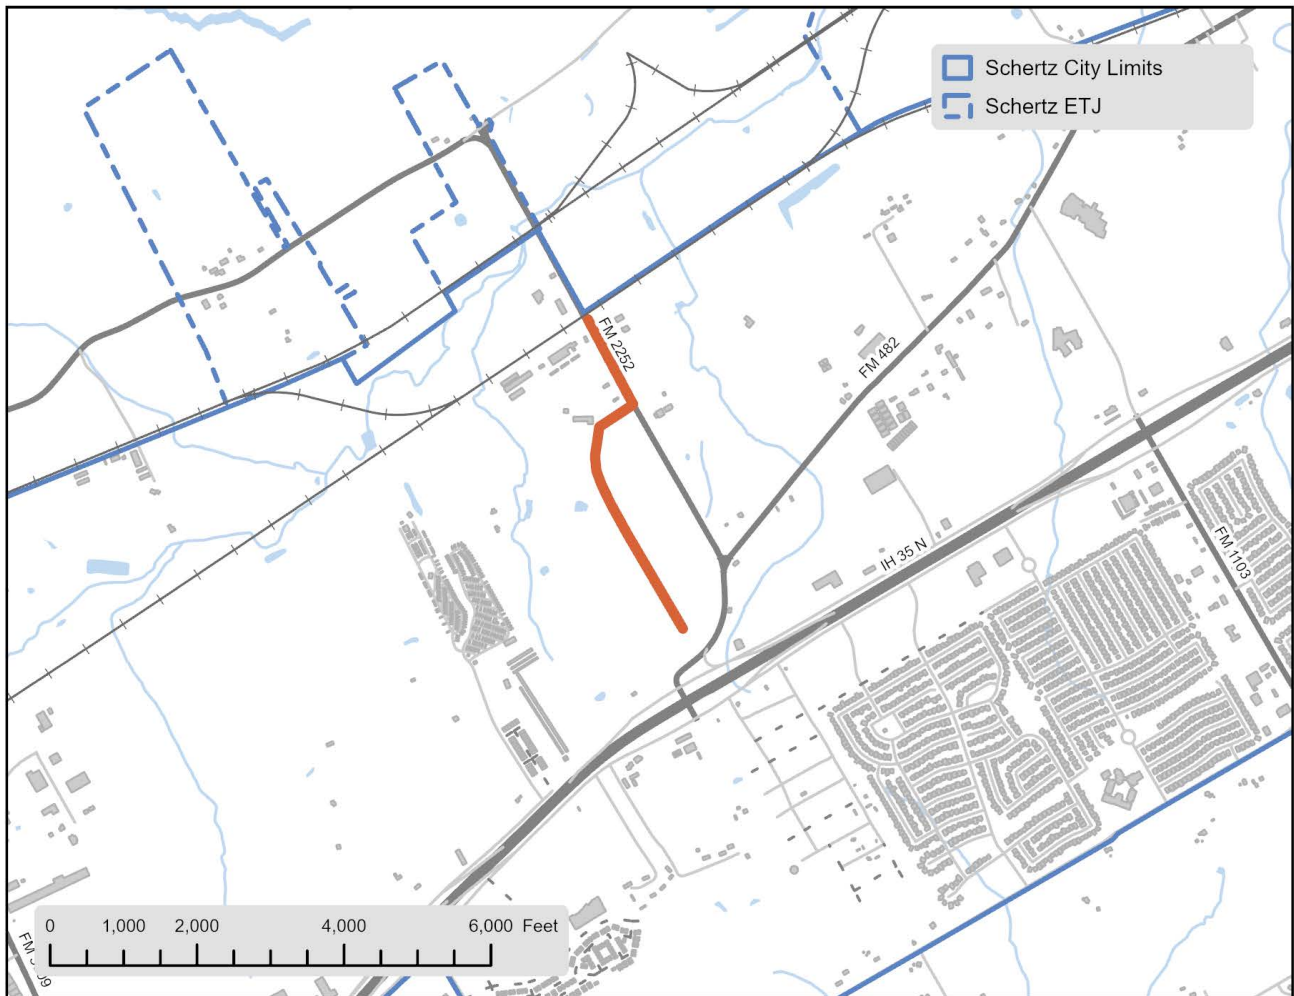 Schertz City Limits
Schertz ETJ
FM 2252
FM 482
IH 35 N
FM 1103
0 1,000 2,000 4,000 6,000 Feet